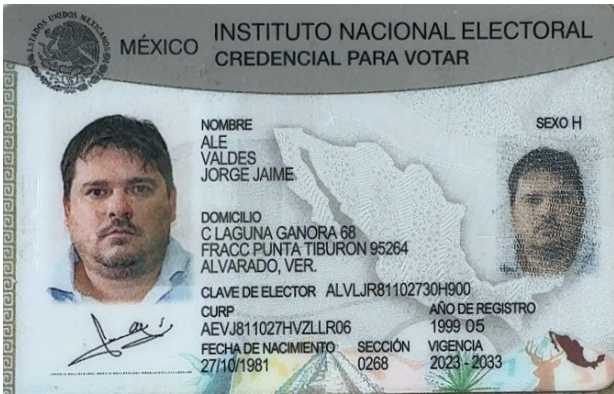 ESTADOS UNIDOS MEXICANOS
MÉXICO INSTITUTO NACIONAL ELECTORAL
CREDENCIAL PARA VOTAR
NOMBRE SEXO H
ALE
VALDES
JORGE JAIME
DOMICILIO
C LAGUNA GANORA 68
FRACC PUNTA TIBURON 95264
ALVARADO, VER.
CLAVE DE ELECTOR ALVLJR81102730H900
CURP AÑO DE REGISTRO
AEVJ811027HVZLLR06 1999 05
FECHA DE NACIMIENTO SECCIÓN VIGENCIA
27/10/1981 0268 2023 - 2033